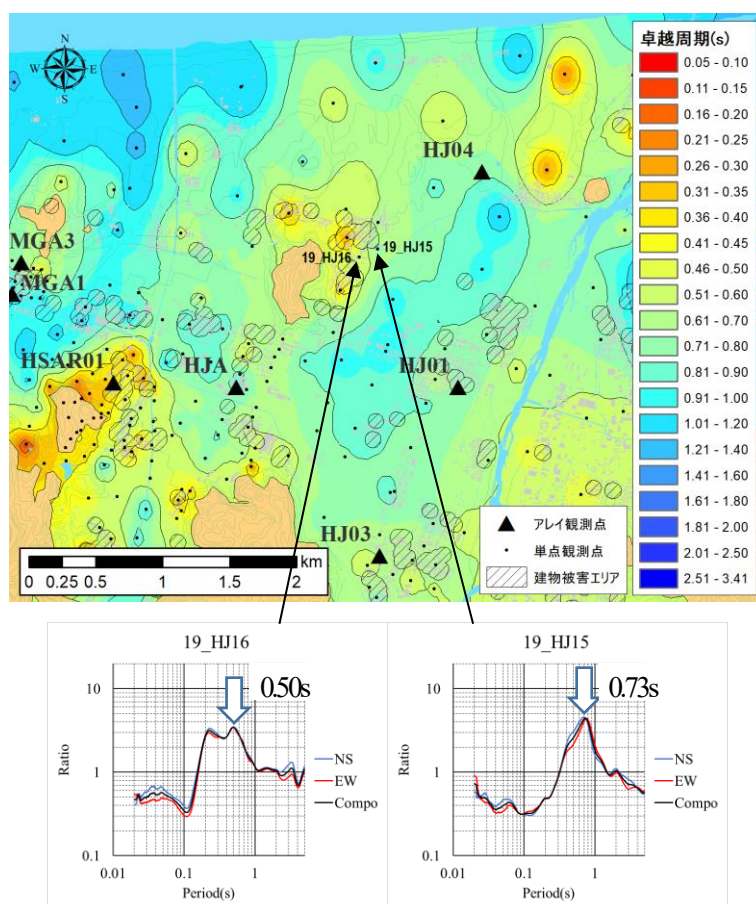 N
W E
S
MGA3
MGA1
HSAR01
HJA
HJ04
19_HJ16
19_HJ15
HJ01
HJ03
km
0 0.25 0.5 1 1.5 2
卓越周期(s)
0.05 - 0.10
0.11 - 0.15
0.16 - 0.20
0.21 - 0.25
0.26 - 0.30
0.31 - 0.35
0.36 - 0.40
0.41 - 0.45
0.46 - 0.50
0.51 - 0.60
0.61 - 0.70
0.71 - 0.80
0.81 - 0.90
0.91 - 1.00
1.01 - 1.20
1.21 - 1.40
1.41 - 1.60
1.61 - 1.80
1.81 - 2.00
2.01 - 2.50
2.51 - 3.41
アレイ観測点
単点観測点
建物被害エリア
19_HJ16
0.50s
10
1
0.1
Ratio
0.01 0.1 1
Period(s)
NS
EW
Compo
19_HJ15
0.73s
10
1
0.1
Ratio
0.01 0.1 1
Period(s)
NS
EW
Compo